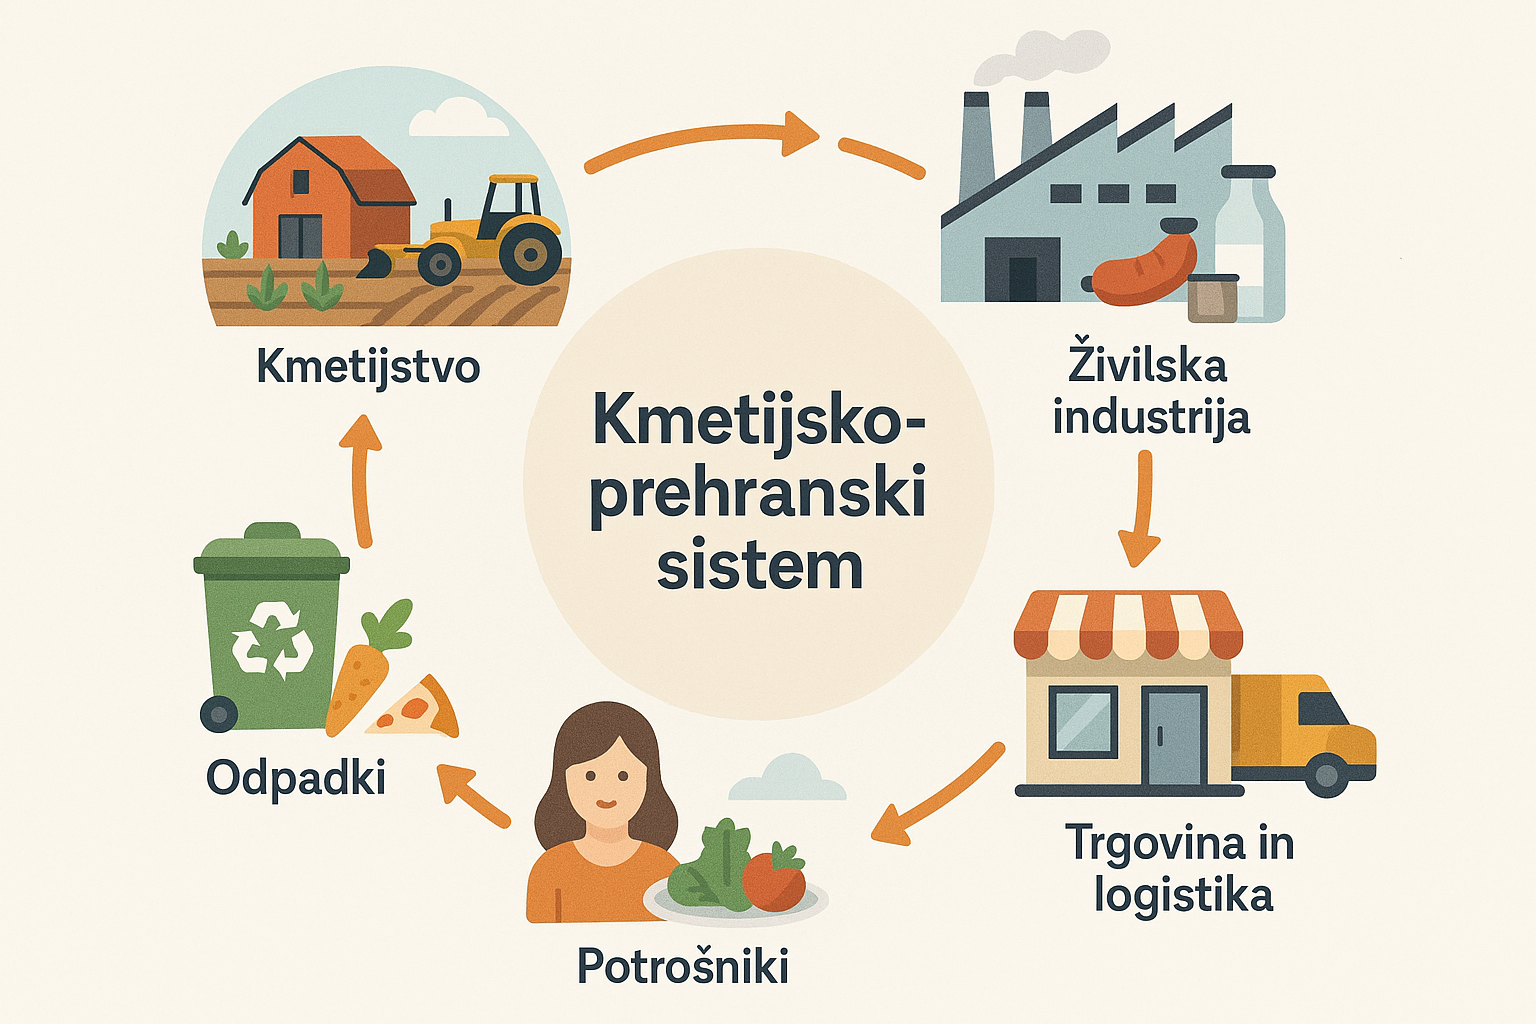 Kmetijstvo
Živilska
industrija
Kmetijsko-
prehranski
sistem
Odpadki
Trgovina in
logistika
Potrošniki